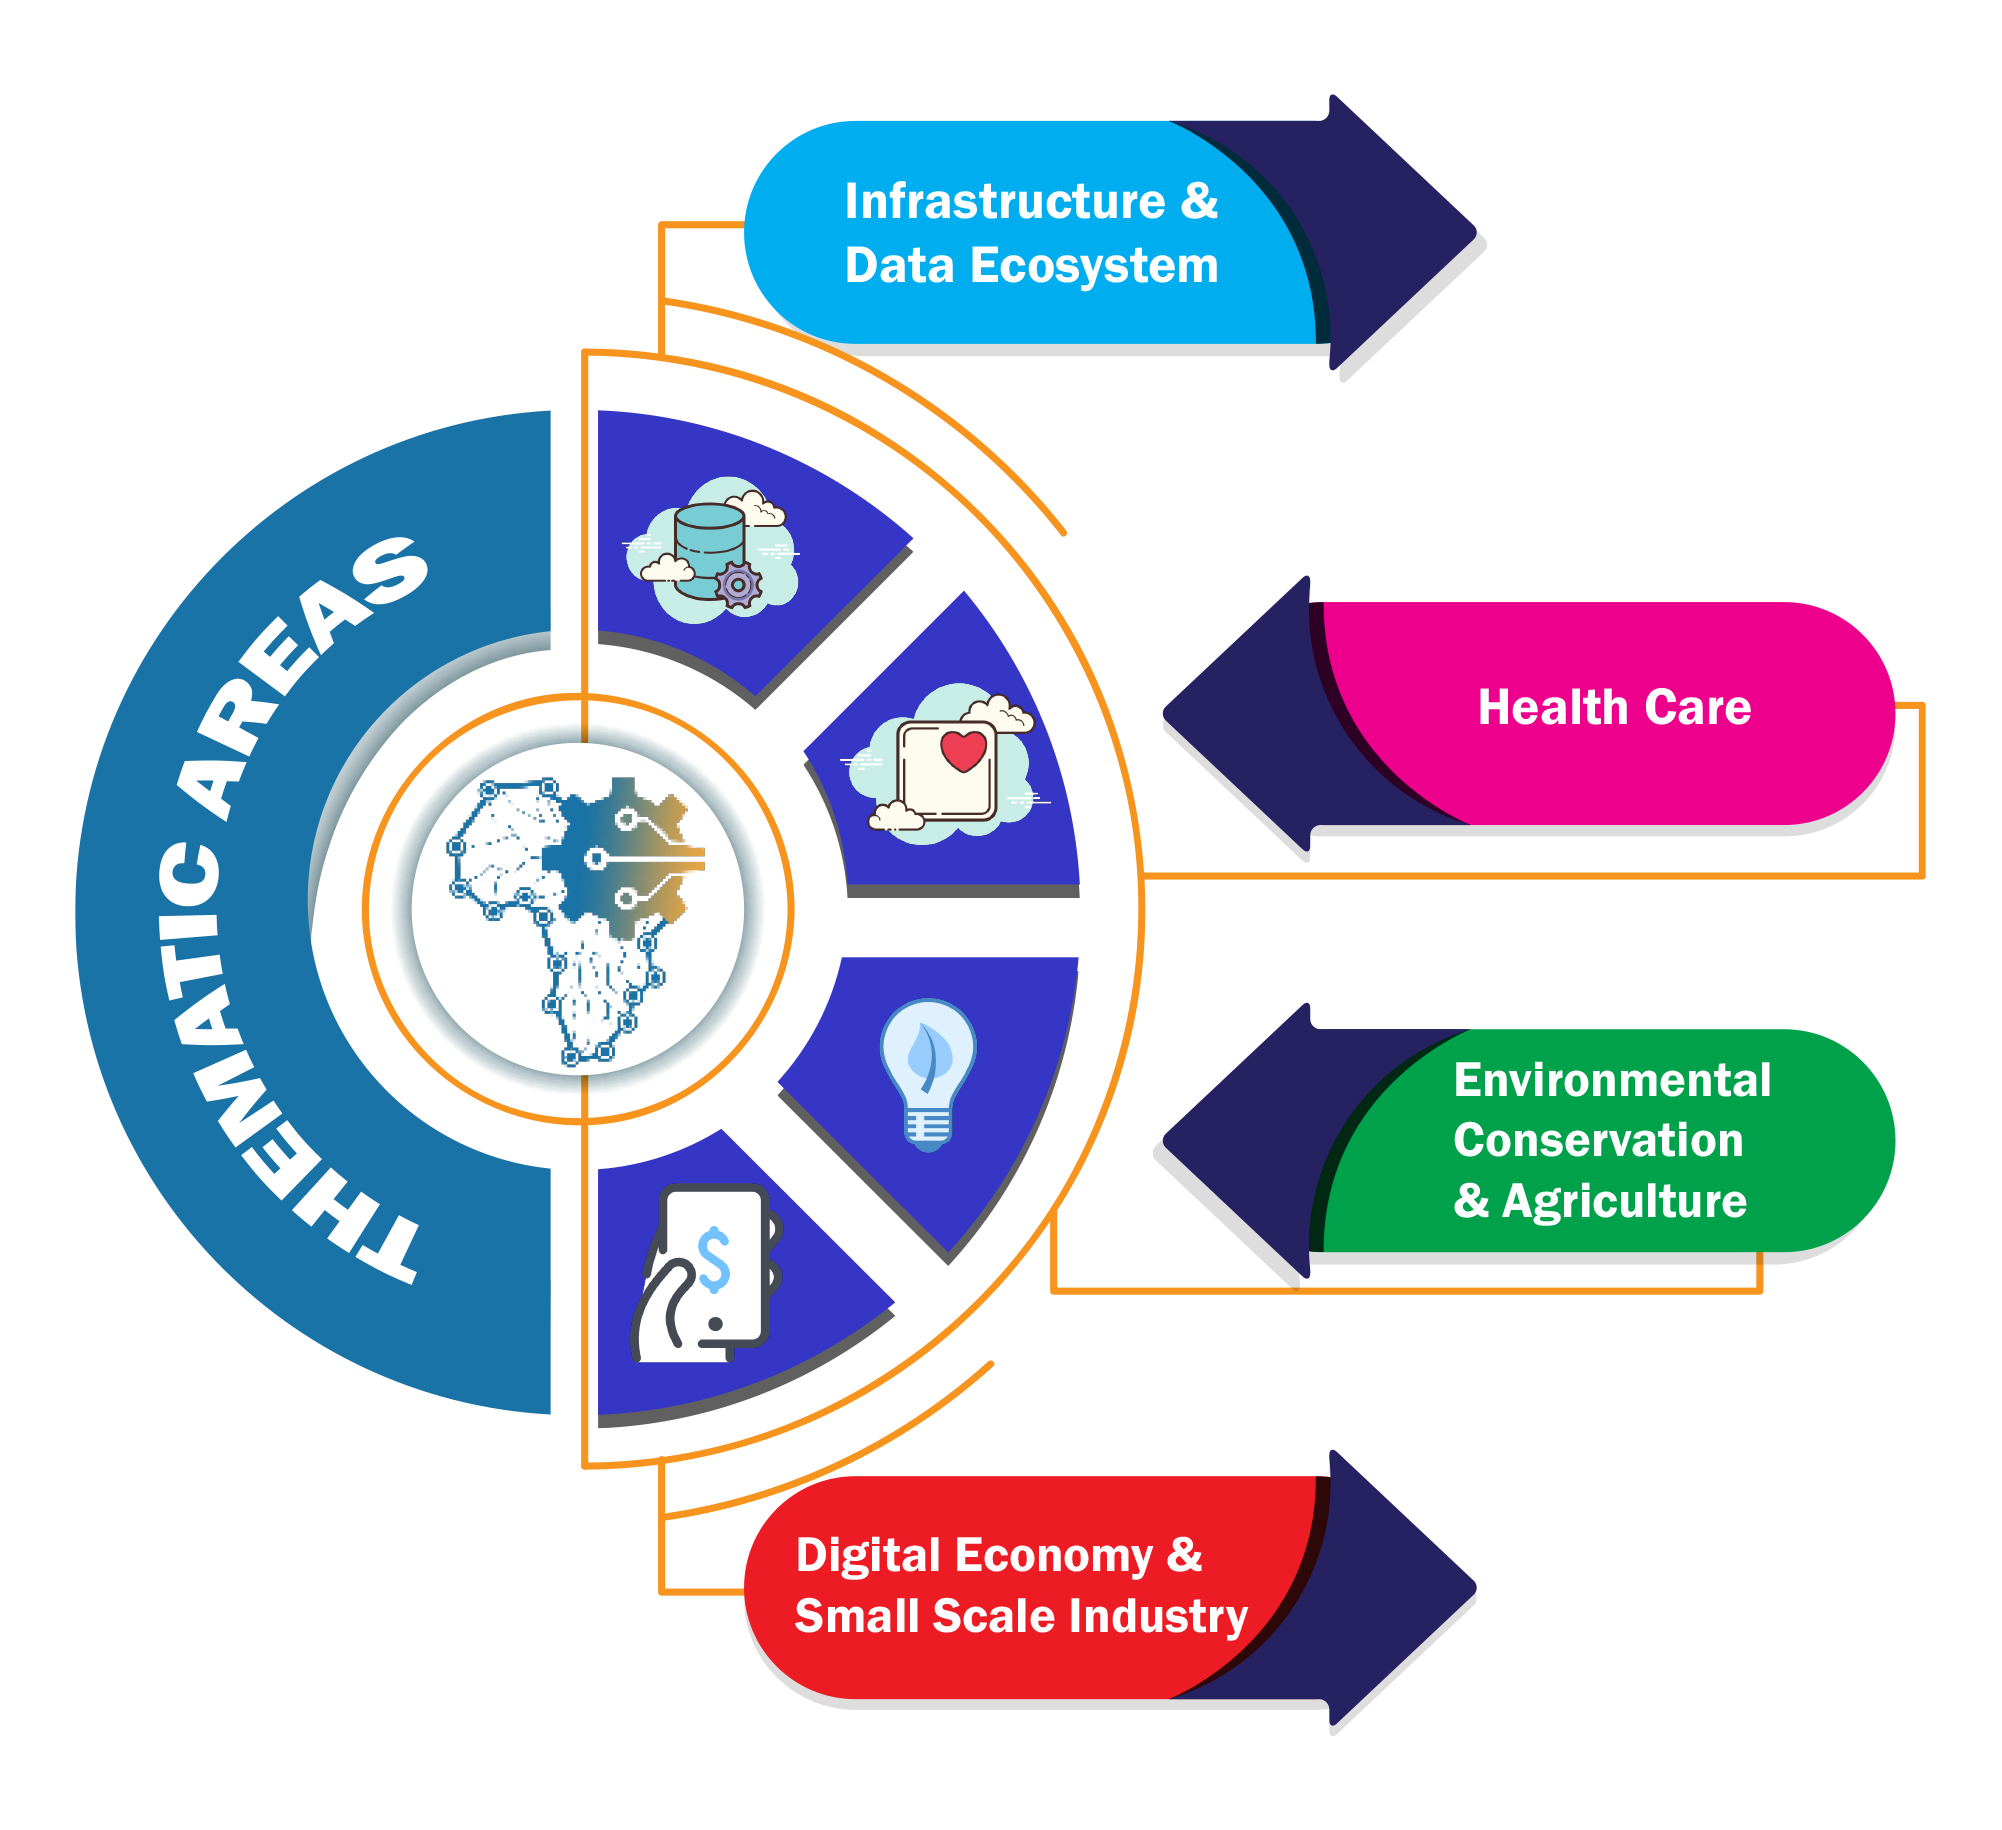 THEMATIC AREAS
Infrastructure &
Data Ecosystem
Health Care
Environmental
Conservation
& Agriculture
$
Digital Economy &
Small Scale Industry